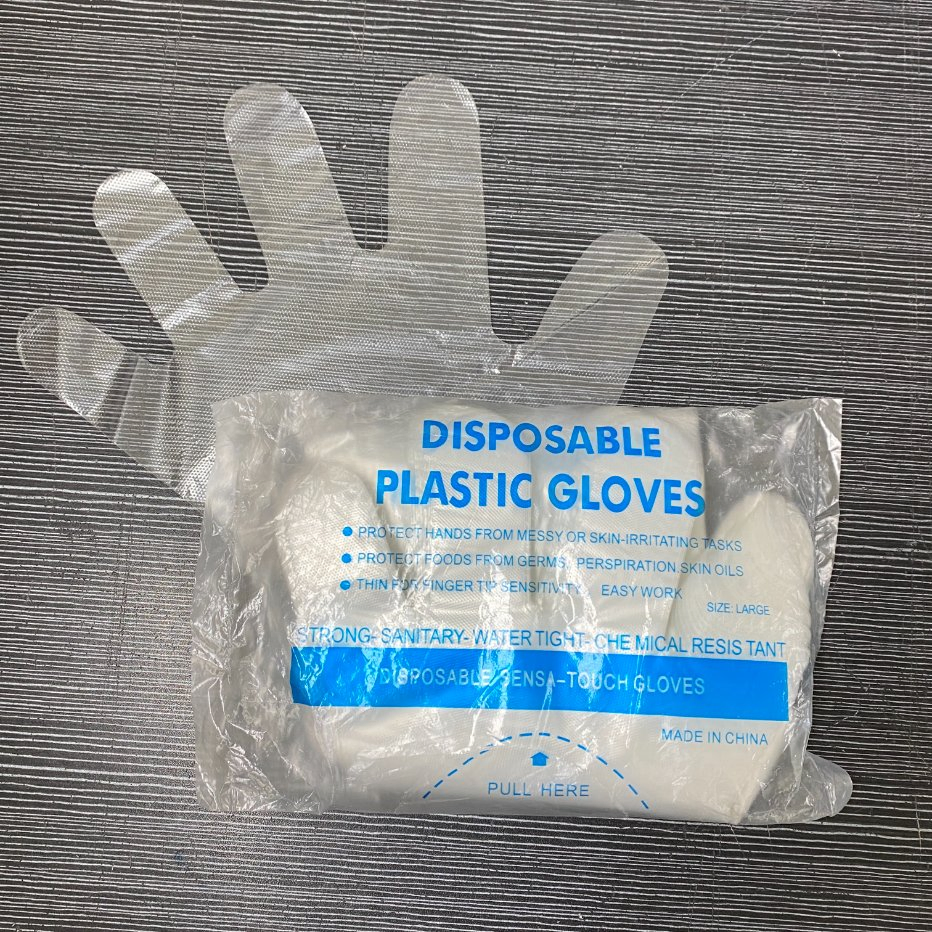 DISPOSABLE
PLASTIC GLOVES
● PROTECT HANDS FROM MESSY OR SKIN-IRRITATING TASKS
● PROTECT FOODS FROM GERMS, PERSPIRATION.SKIN OILS
● THIN FOR FINGER TIP SENSITIVITY EASY WORK
SIZE: LARGE
STRONG- SANITARY- WATER TIGHT- CHE MICAL RESIS TANT
DISPOSABLE SENSA-TOUCH GLOVES
MADE IN CHINA
PULL HERE